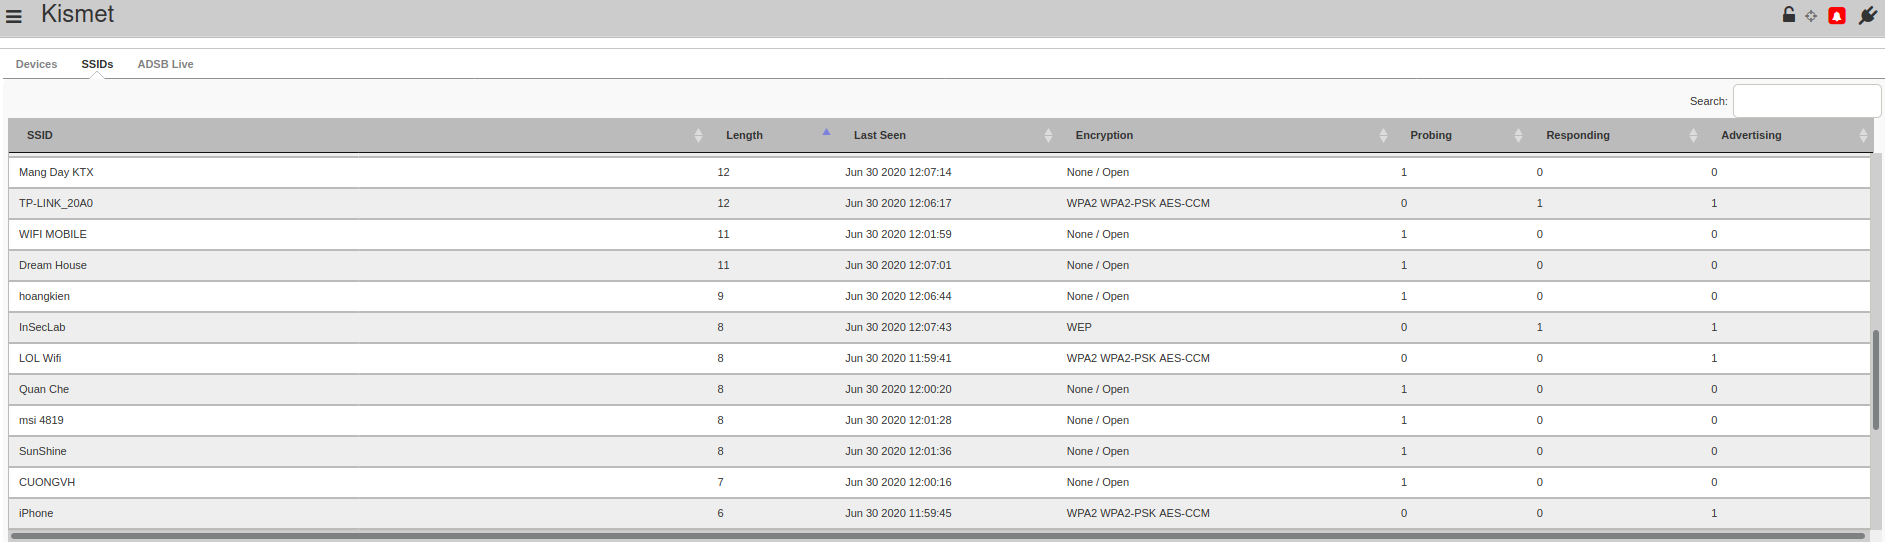 Kismet
Devices SSIDs ADSB Live
Search:
SSID Length Last Seen Encryption Probing Responding Advertising
Mang Day KTX 12 Jun 30 2020 12:07:14 None / Open 1 0 0
TP-LINK_20A0 12 Jun 30 2020 12:06:17 WPA2 WPA2-PSK AES-CCM 0 1 1
WIFI MOBILE 11 Jun 30 2020 12:01:59 None / Open 1 0 0
Dream House 11 Jun 30 2020 12:07:01 None / Open 1 0 0
hoangkien 9 Jun 30 2020 12:06:44 None / Open 1 0 0
InSecLab 8 Jun 30 2020 12:07:43 WEP 0 1 1
LOL Wifi 8 Jun 30 2020 11:59:41 WPA2 WPA2-PSK AES-CCM 0 0 1
Quan Che 8 Jun 30 2020 12:00:20 None / Open 1 0 0
msi 4819 8 Jun 30 2020 12:01:28 None / Open 1 0 0
SunShine 8 Jun 30 2020 12:01:36 None / Open 1 0 0
CUONGVH 7 Jun 30 2020 12:00:16 None / Open 1 0 0
iPhone 6 Jun 30 2020 11:59:45 WPA2 WPA2-PSK AES-CCM 0 0 1